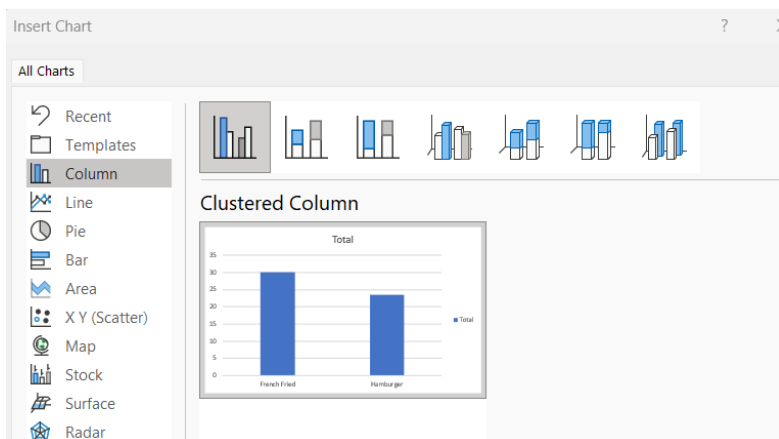 Insert Chart
?
All Charts
Recent
Templates
Column
Line
Pie
Bar
Area
X Y (Scatter)
Map
Stock
Surface
Radar
Clustered Column
Total
35
30
25
20
15
10
5
0
French Fried
Hamburger
Total